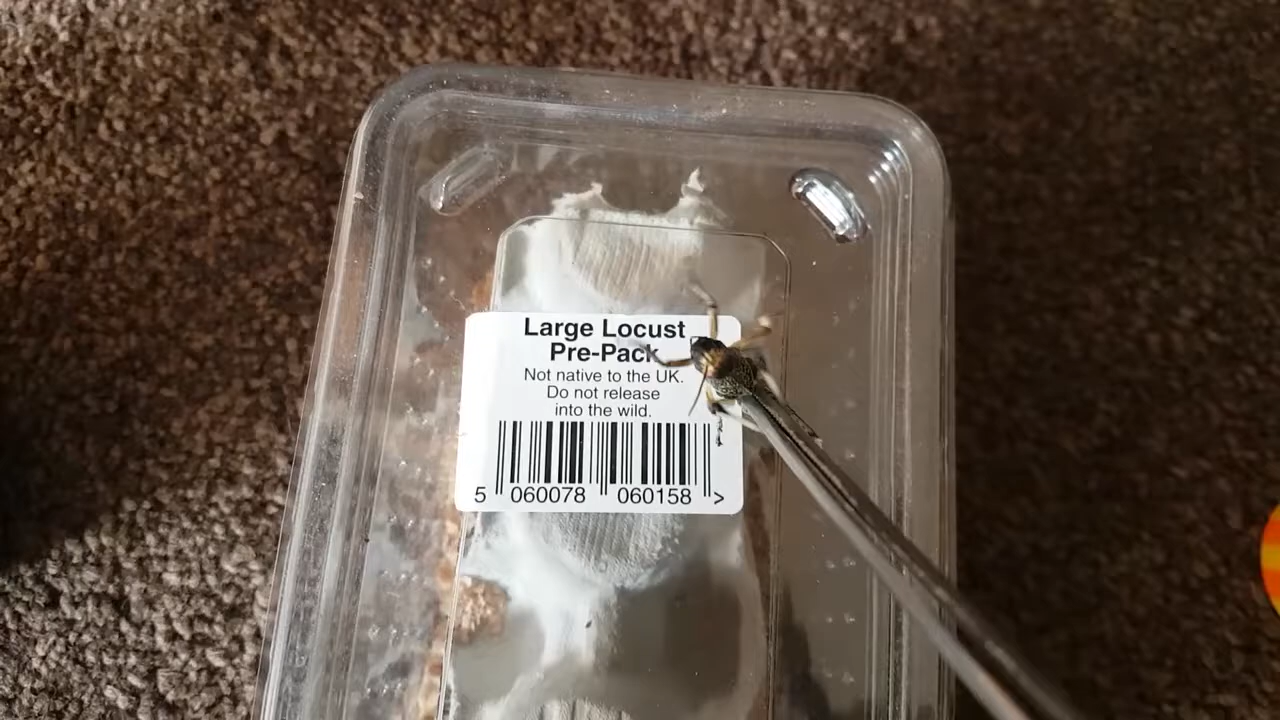 Large Locust
Pre-Pack
Not native to the UK.
Do not release
into the wild.
5 060078 060158 >